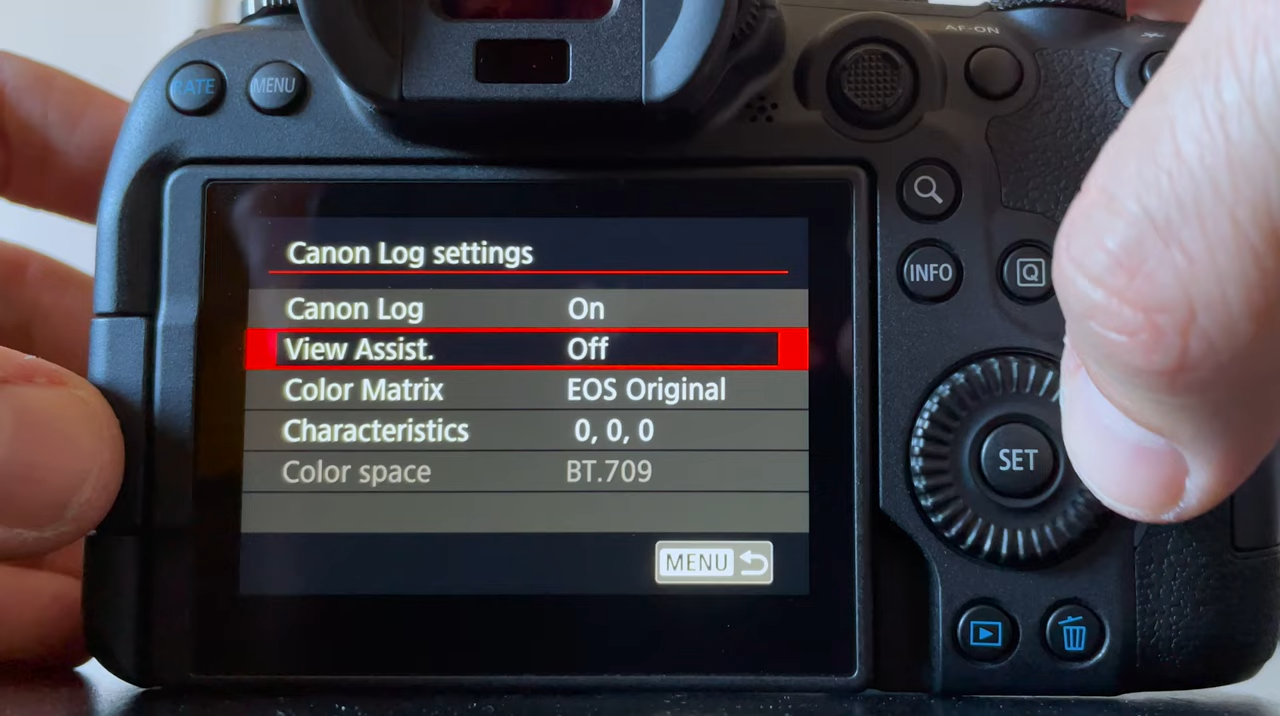 AF-ON
RATE
MENU
INFO
Q
Canon Log settings
Canon Log On
View Assist. Off
Color Matrix EOS Original
Characteristics 0, 0, 0
Color space BT.709
SET
MENU